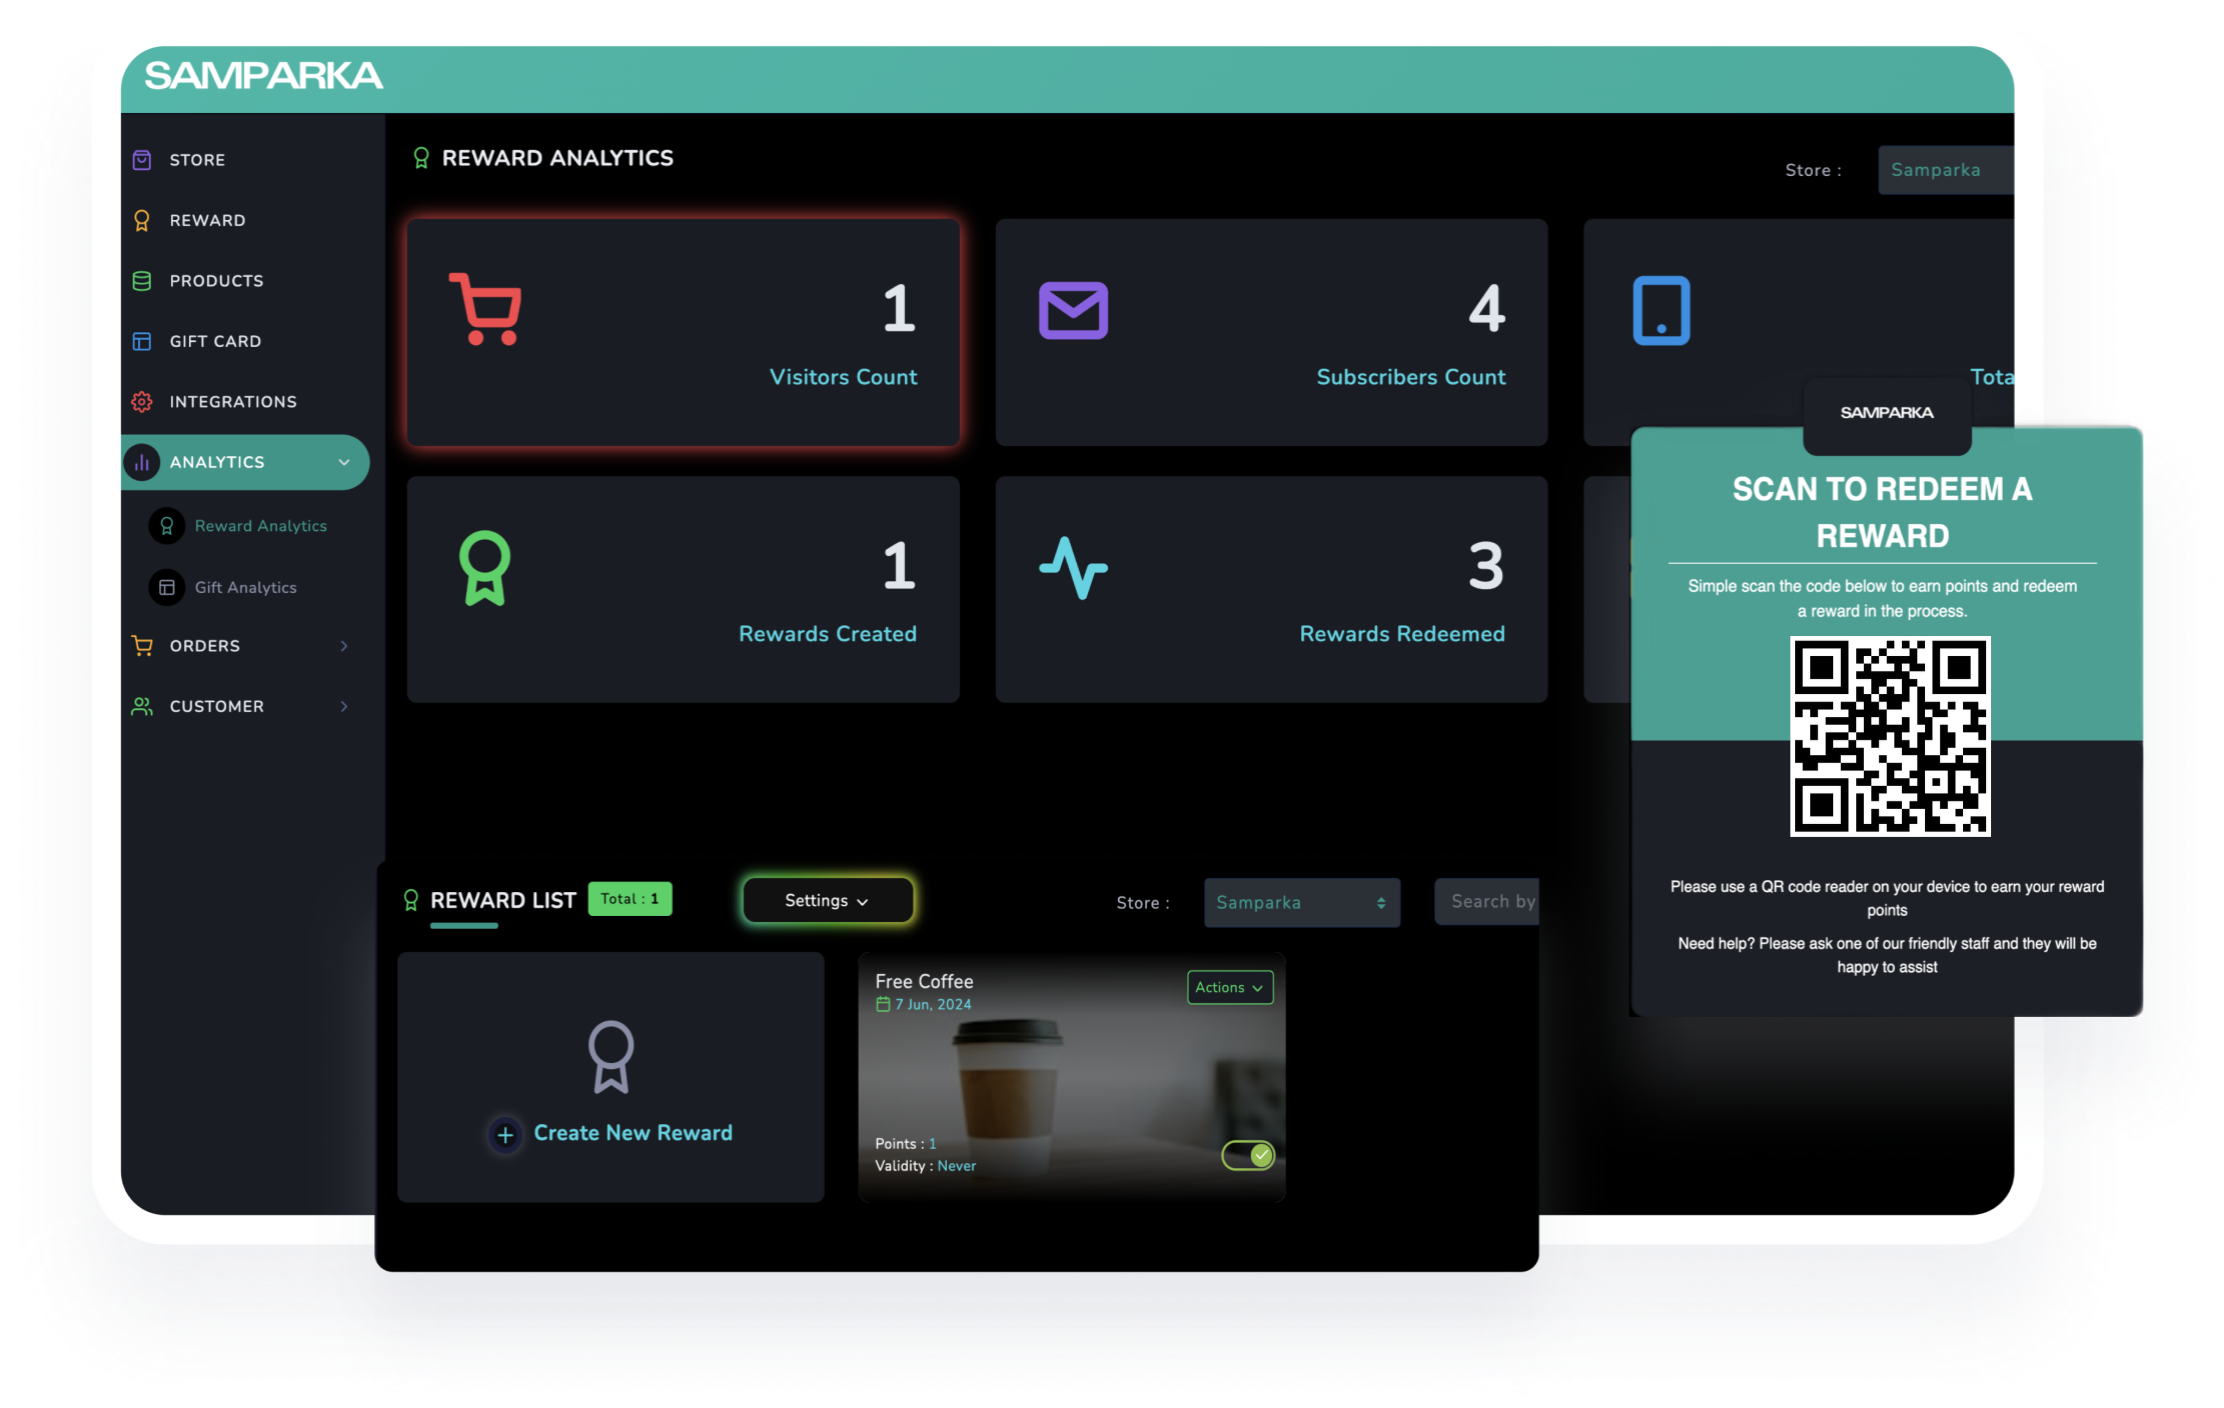 SAMPARKA
STORE
REWARD
PRODUCTS
GIFT CARD
INTEGRATIONS
ANALYTICS
Reward Analytics
Gift Analytics
ORDERS
CUSTOMER
REWARD ANALYTICS
Store :
Samparka
1
Visitors Count
4
Subscribers Count
Tota
1
Rewards Created
3
Rewards Redeemed
SAMPARKA
SCAN TO REDEEM A
REWARD
Simple scan the code below to earn points and redeem
a reward in the process.
Please use a QR code reader on your device to earn your reward
points
Need help? Please ask one of our friendly staff and they will be
happy to assist
REWARD LIST
Total : 1
Settings
Store :
Samparka
Search by
Create New Reward
Free Coffee
7 Jun, 2024
Actions
Points : 1
Validity : Never